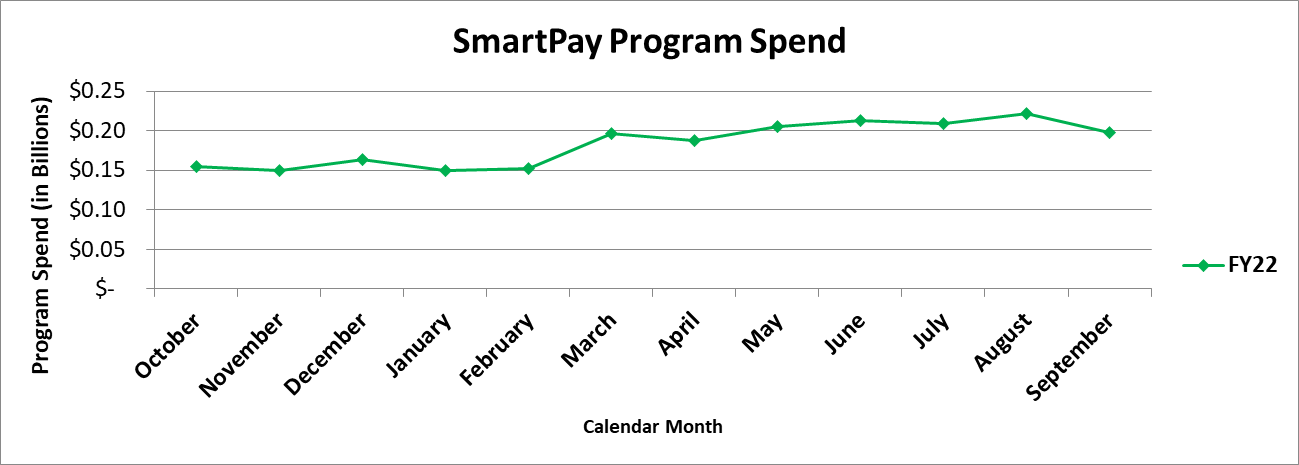 SmartPay Program Spend
Program Spend (in Billions)
$0.25
$0.20
$0.15
$0.10
$0.05
$-
October
November
December
January
February
March
April
May
June
July
August
September
Calendar Month
FY22